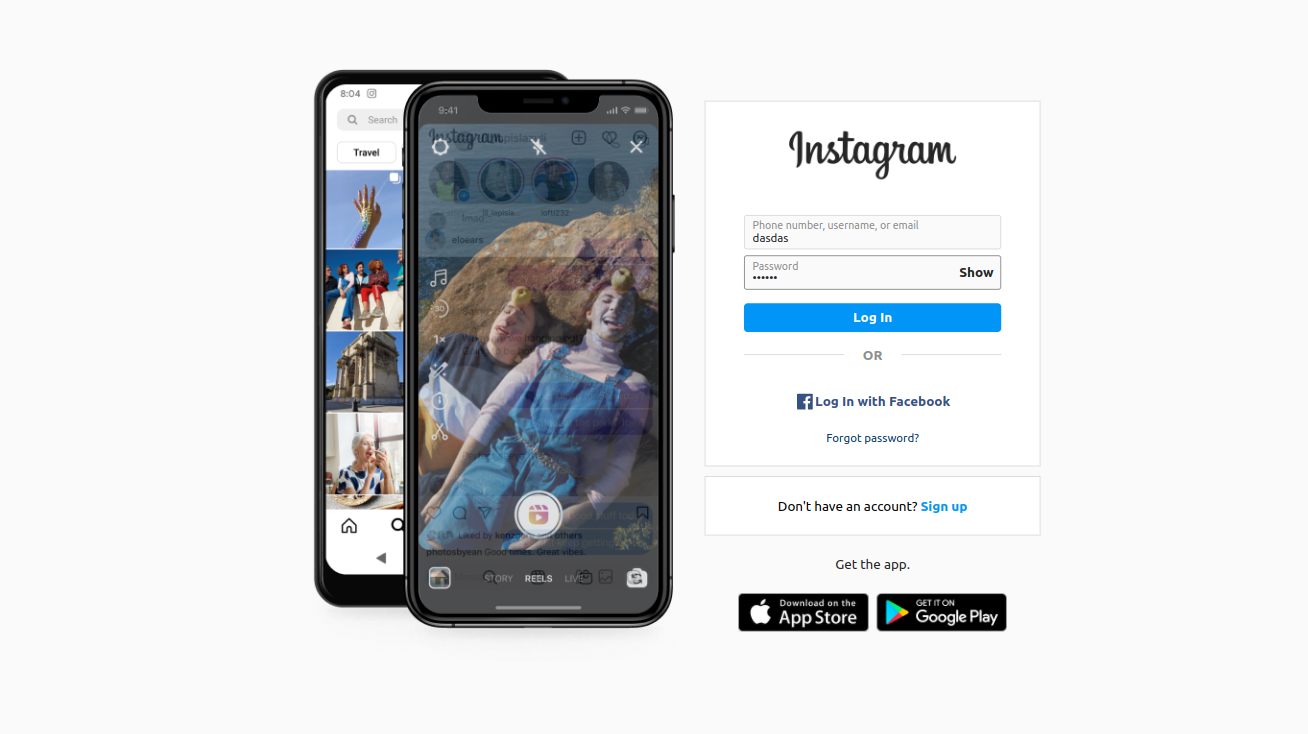 8:04
Search
Travel
9:41
Instagram
eloears
1x
Liked by kenzoere and others
photosbyean Good times. Great vibes.
STORY REELS LIVE
Instagram
Phone number, username, or email
dasdas
Password
••••••
Show
Log In
OR
Log In with Facebook
Forgot password?
Don't have an account? Sign up
Get the app.
Download on the
App Store
GET IT ON
Google Play